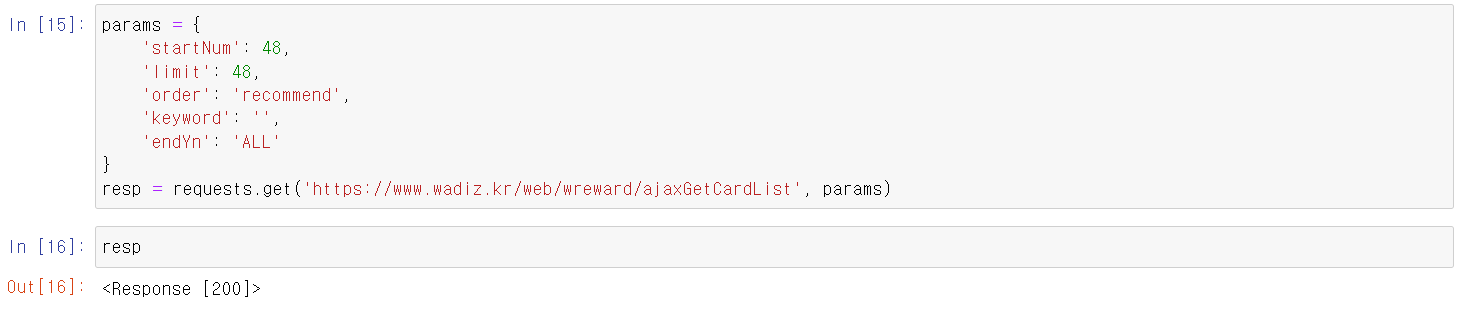 In [15]: params = {
    'startNum': 48,
    'limit': 48,
    'order': 'recommend',
    'keyword': '',
    'endYn': 'ALL'
}
resp = requests.get('https://www.wadiz.kr/web/wreward/ajaxGetCardList', params)
In [16]: resp
Out[16]: <Response [200]>